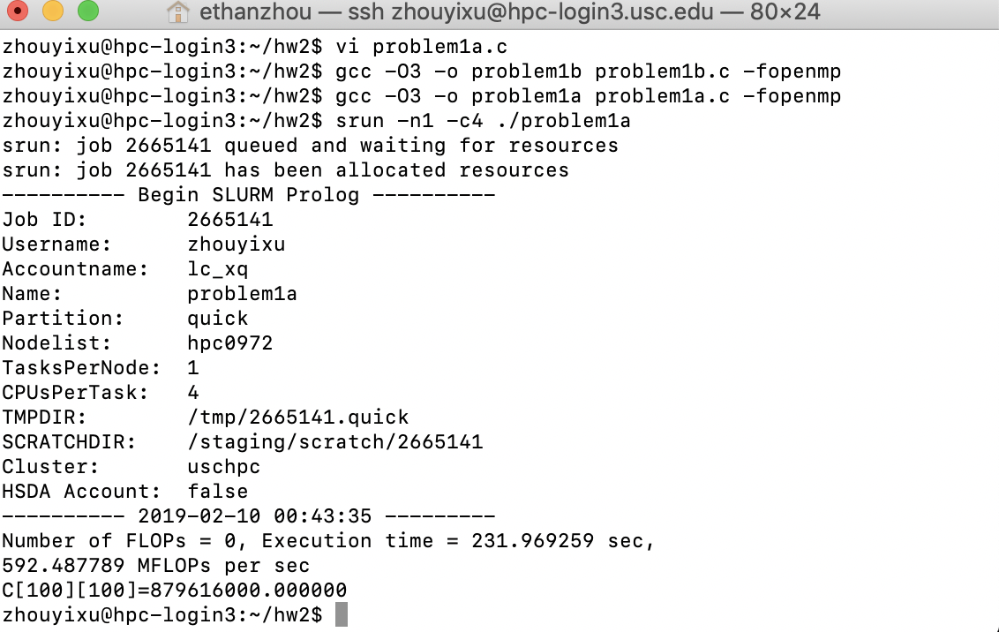 ethanzhou — ssh zhouyixu@hpc-login3.usc.edu — 80×24
zhouyixu@hpc-login3:~/hw2$ vi problem1a.c
zhouyixu@hpc-login3:~/hw2$ gcc -O3 -o problem1b problem1b.c -fopenmp
zhouyixu@hpc-login3:~/hw2$ gcc -O3 -o problem1a problem1a.c -fopenmp
zhouyixu@hpc-login3:~/hw2$ srun -n1 -c4 ./problem1a
srun: job 2665141 queued and waiting for resources
srun: job 2665141 has been allocated resources
---------- Begin SLURM Prolog ----------
Job ID:        2665141
Username:      zhouyixu
Accountname:   lc_xq
Name:          problem1a
Partition:     quick
Nodelist:      hpc0972
TasksPerNode:  1
CPUsPerTask:   4
TMPDIR:        /tmp/2665141.quick
SCRATCHDIR:    /staging/scratch/2665141
Cluster:       uschpc
HSDA Account:  false
---------- 2019-02-10 00:43:35 ---------
Number of FLOPs = 0, Execution time = 231.969259 sec,
592.487789 MFLOPs per sec
C[100][100]=879616000.000000
zhouyixu@hpc-login3:~/hw2$